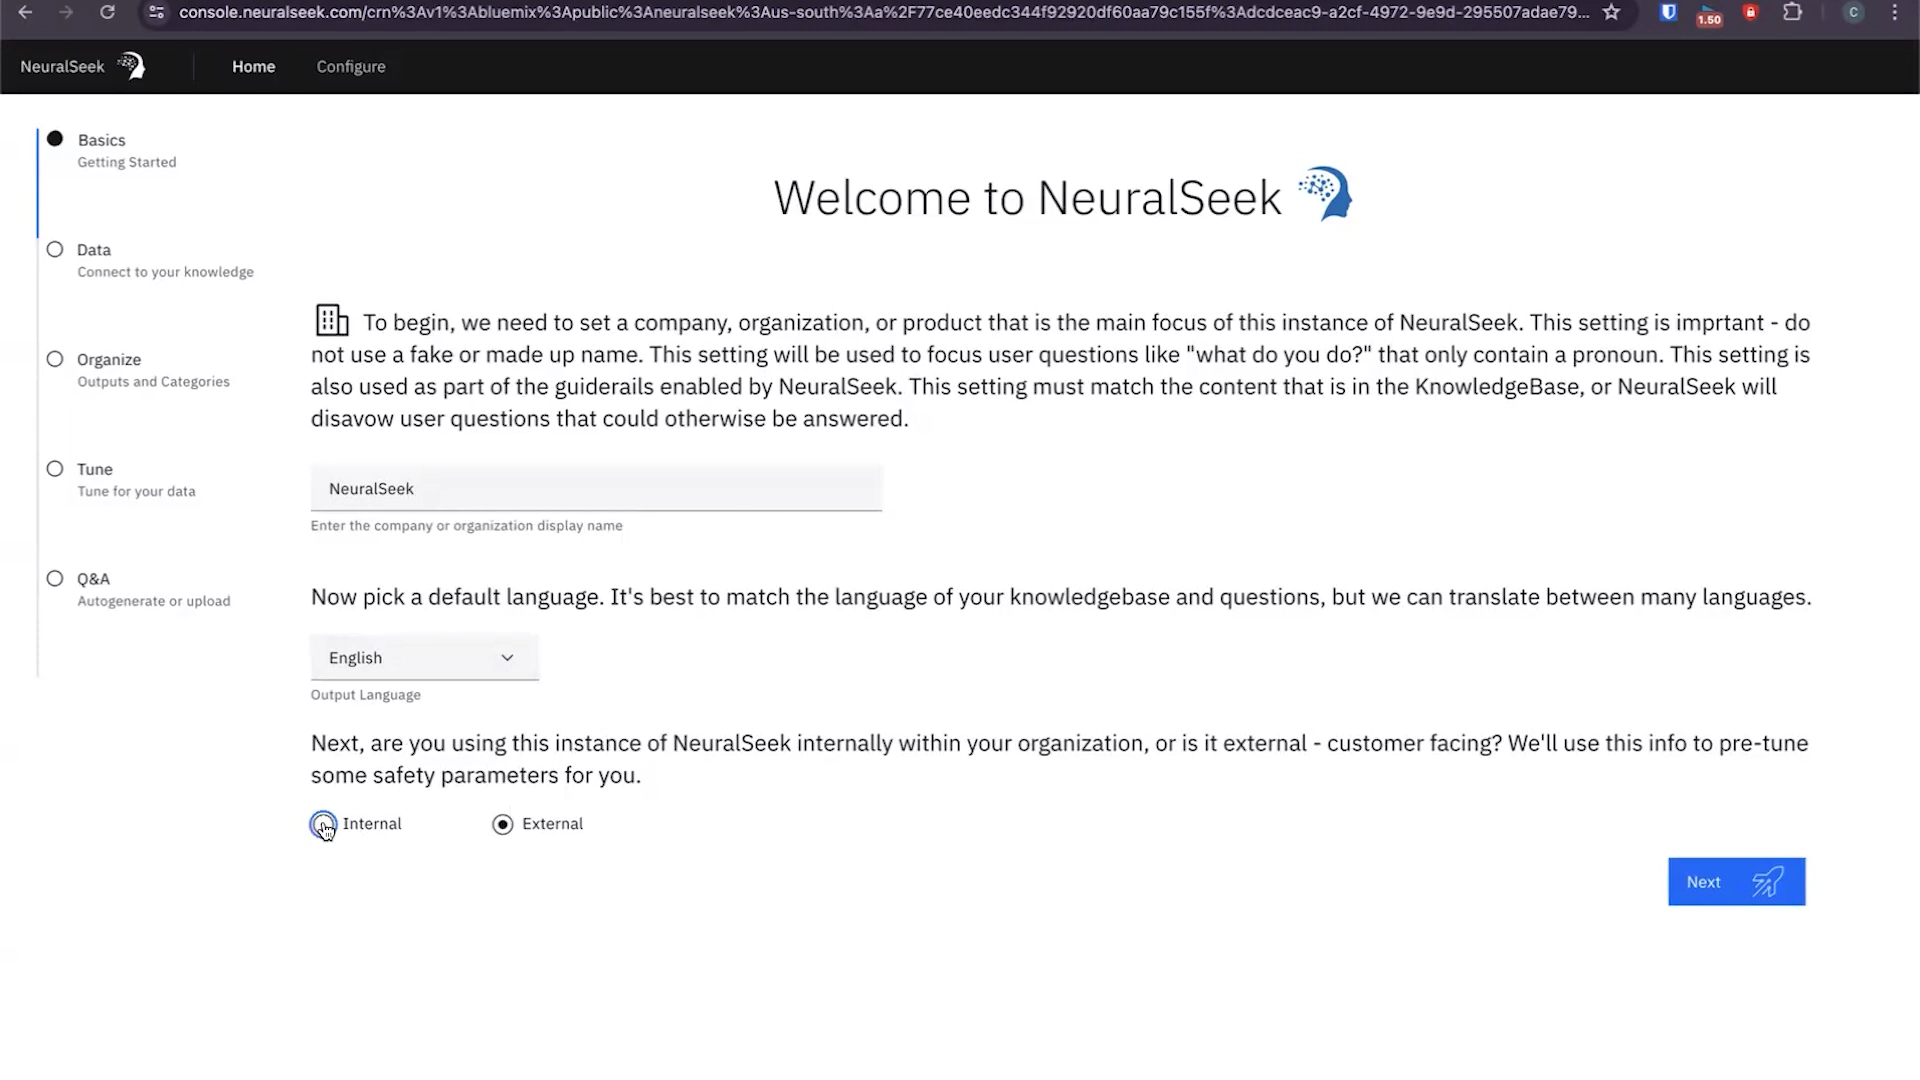 console.neuralseek.com/crn%3Av1%3Abluemix%3Apublic%3Aneuralseek%3Aus-south%3Aa%2F77ce40eedc344f92920df60aa79c155f%3Adcdceac9-a2cf-4972-9e9d-295507adae79...
1.50
C
NeuralSeek
Home
Configure
Basics
Getting Started
Data
Connect to your knowledge
Organize
Outputs and Categories
Tune
Tune for your data
Q&A
Autogenerate or upload
Welcome to NeuralSeek
To begin, we need to set a company, organization, or product that is the main focus of this instance of NeuralSeek. This setting is imprtant - do
not use a fake or made up name. This setting will be used to focus user questions like "what do you do?" that only contain a pronoun. This setting is
also used as part of the guiderails enabled by NeuralSeek. This setting must match the content that is in the KnowledgeBase, or NeuralSeek will
disavow user questions that could otherwise be answered.
NeuralSeek
Enter the company or organization display name
Now pick a default language. It's best to match the language of your knowledgebase and questions, but we can translate between many languages.
English
Output Language
Next, are you using this instance of NeuralSeek internally within your organization, or is it external - customer facing? We'll use this info to pre-tune
some safety parameters for you.
Internal
External
Next